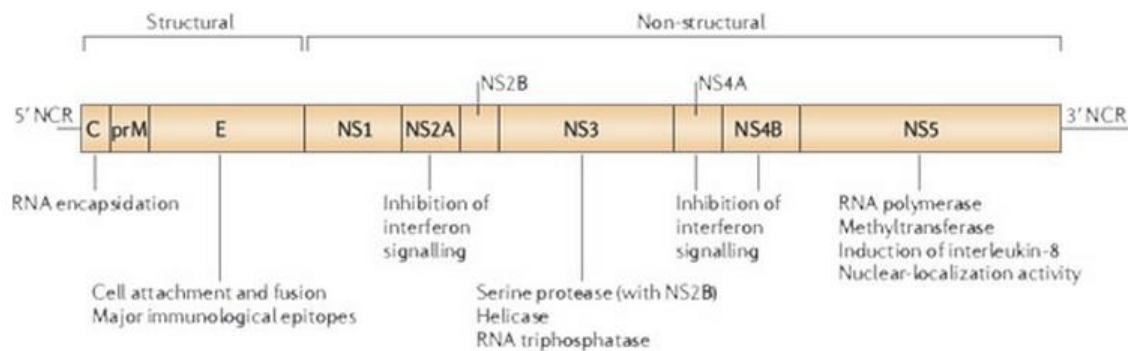 Structural
Non-structural
NS2B
NS4A
5′ NCR
C
prM
E
NS1
NS2A
NS3
NS4B
NS5
3′ NCR
RNA encapsidation
Inhibition of
interferon
signalling
Inhibition of
interferon
signalling
RNA polymerase
Methyltransferase
Induction of interleukin-8
Nuclear-localization activity
Cell attachment and fusion
Major immunological epitopes
Serine protease (with NS2B)
Helicase
RNA triphosphatase